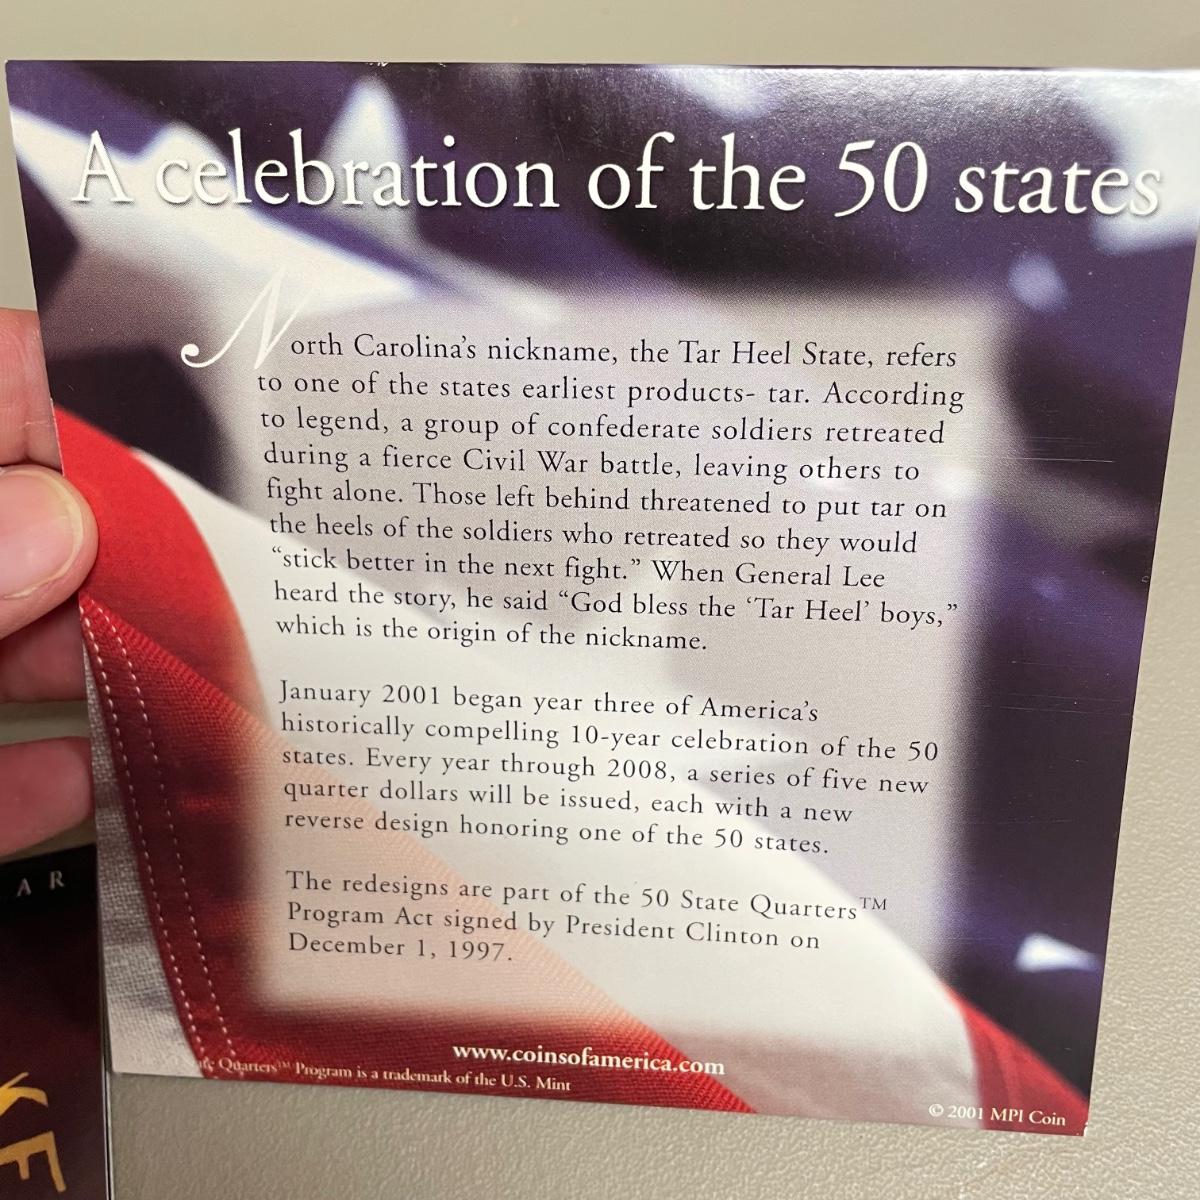 A celebration of the 50 states
North Carolina's nickname, the Tar Heel State, refers
to one of the states earliest products- tar. According
to legend, a group of confederate soldiers retreated
during a fierce Civil War battle, leaving others to
fight alone. Those left behind threatened to put tar on
the heels of the soldiers who retreated so they would
“stick better in the next fight.” When General Lee
heard the story, he said “God bless the ‘Tar Heel’ boys,”
which is the origin of the nickname.
January 2001 began year three of America's
historically compelling 10-year celebration of the 50
states. Every year through 2008, a series of five new
quarter dollars will be issued, each with a new
reverse design honoring one of the 50 states.
The redesigns are part of the 50 State Quarters™
Program Act signed by President Clinton on
December 1, 1997.
www.coinsofamerica.com
Quarters™ Program is a trademark of the U.S. Mint
© 2001 MPI Coin
A R